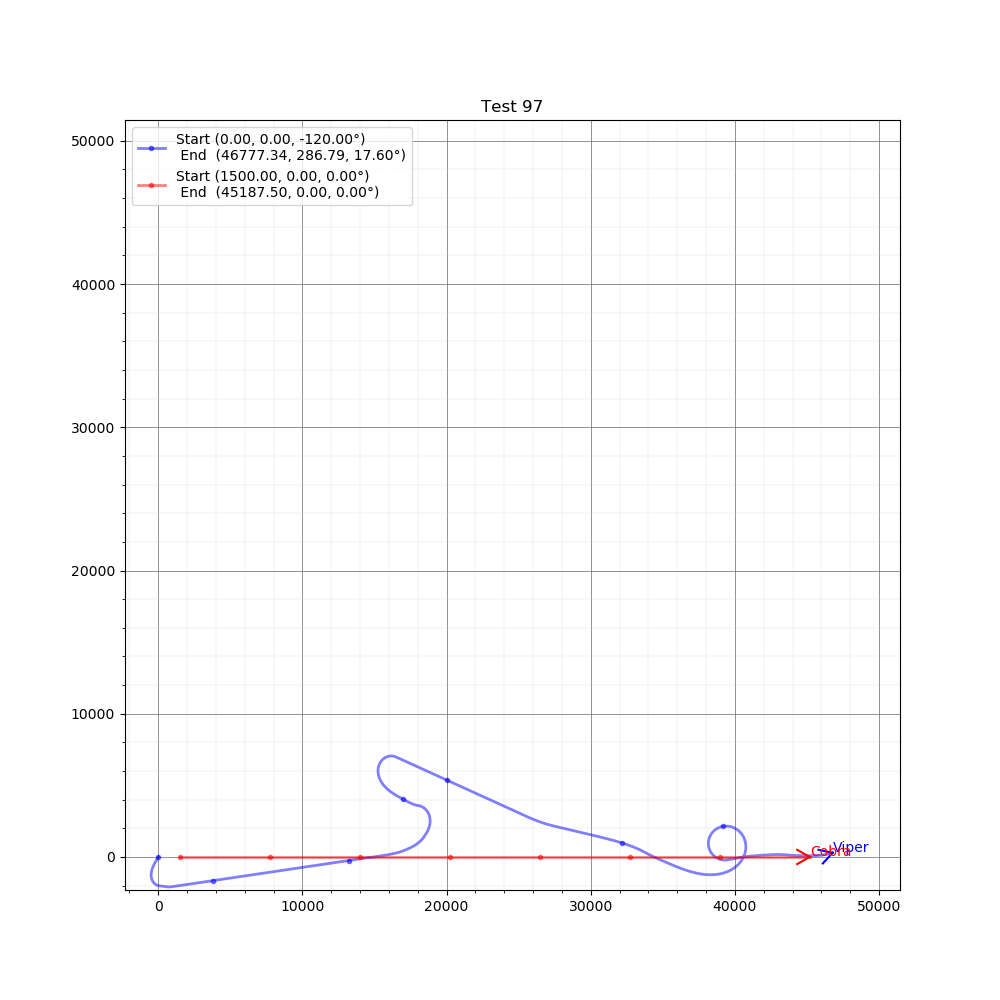 Test 97
50000
40000
30000
20000
10000
0
Start (0.00, 0.00, -120.00°)
End  (46777.34, 286.79, 17.60°)
Start (1500.00, 0.00, 0.00°)
End  (45187.50, 0.00, 0.00°)
Viper
Cobra
0
10000
20000
30000
40000
50000